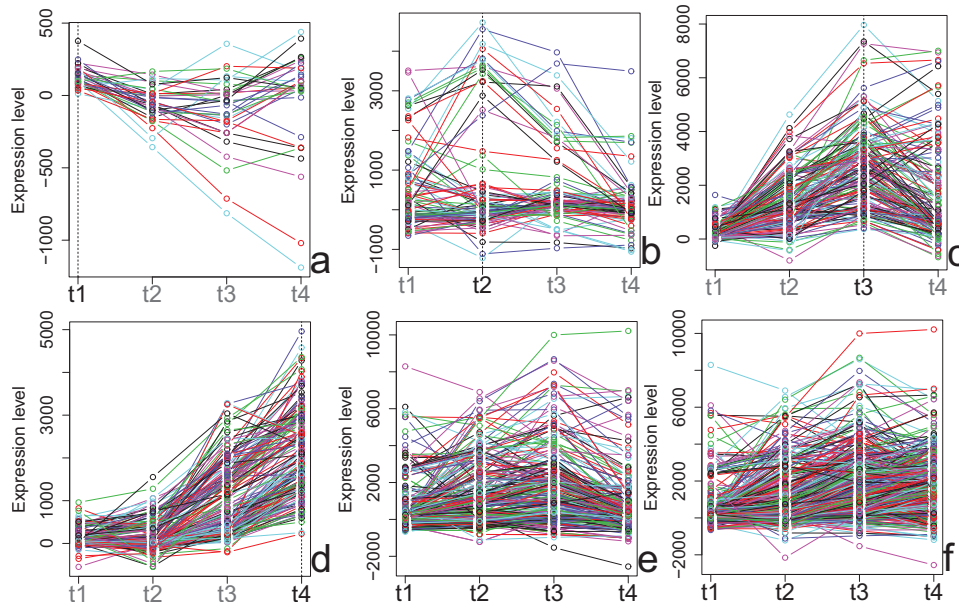 Expression level
500
0
−500
−1000
t1 t2 t3 t4
a
Expression level
3000
1000
−1000
t1 t2 t3 t4
b
Expression level
8000
6000
4000
2000
0
t1 t2 t3 t4
c
Expression level
5000
3000
1000
0
t1 t2 t3 t4
d
Expression level
10000
6000
2000
−2000
t1 t2 t3 t4
e
Expression level
10000
6000
2000
−2000
t1 t2 t3 t4
f